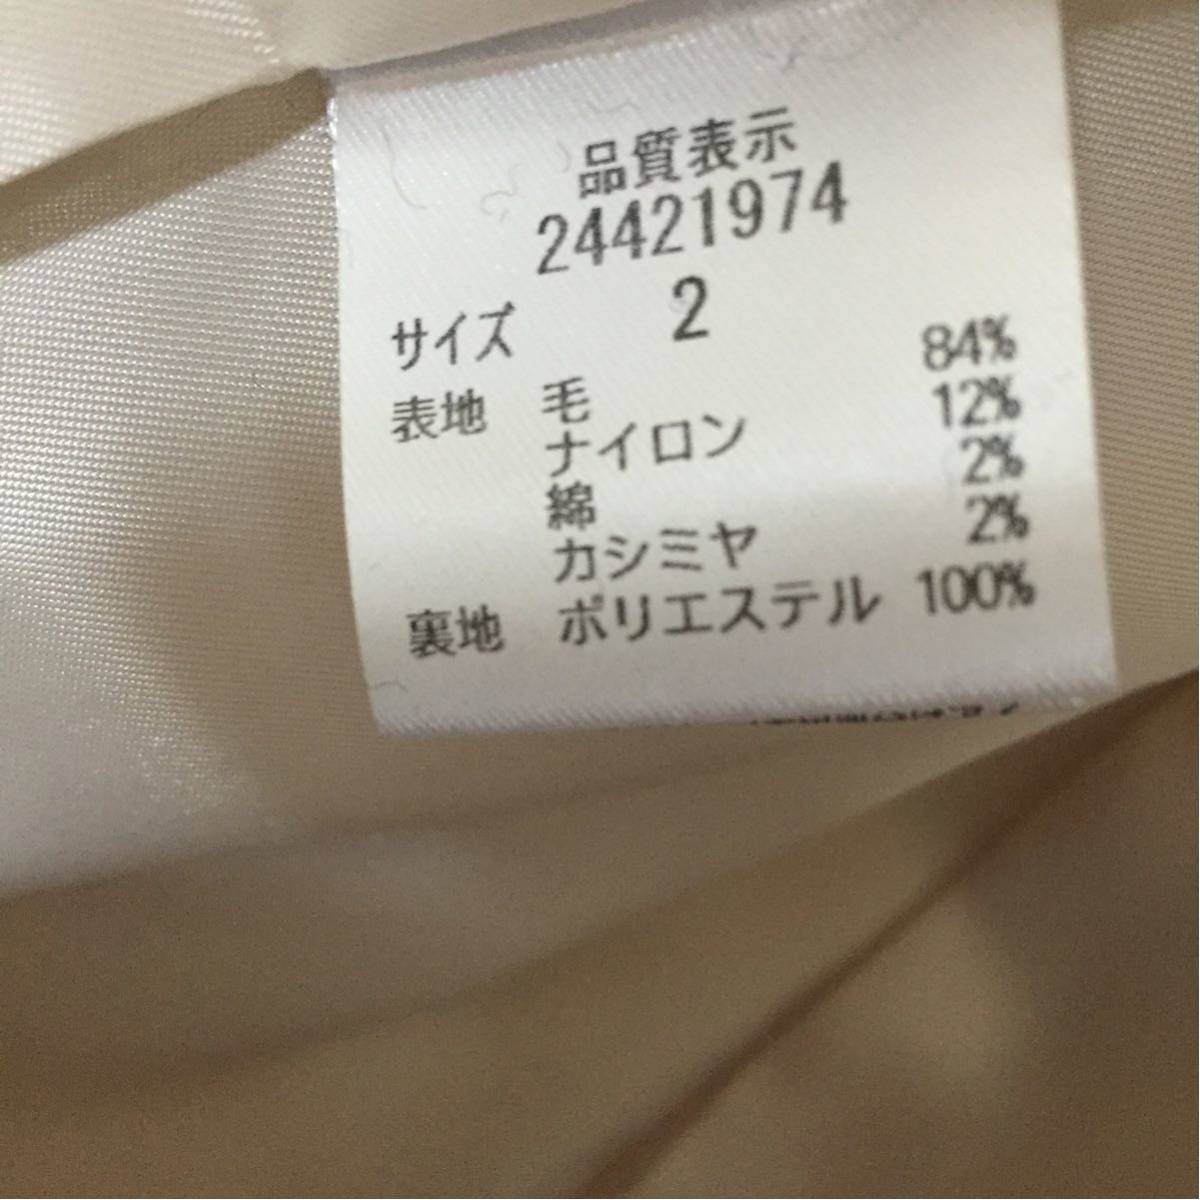 品質表示
24421974
サイズ 2
表地 毛 84%
ナイロン 12%
綿 2%
カシミヤ 2%
裏地 ポリエステル 100%